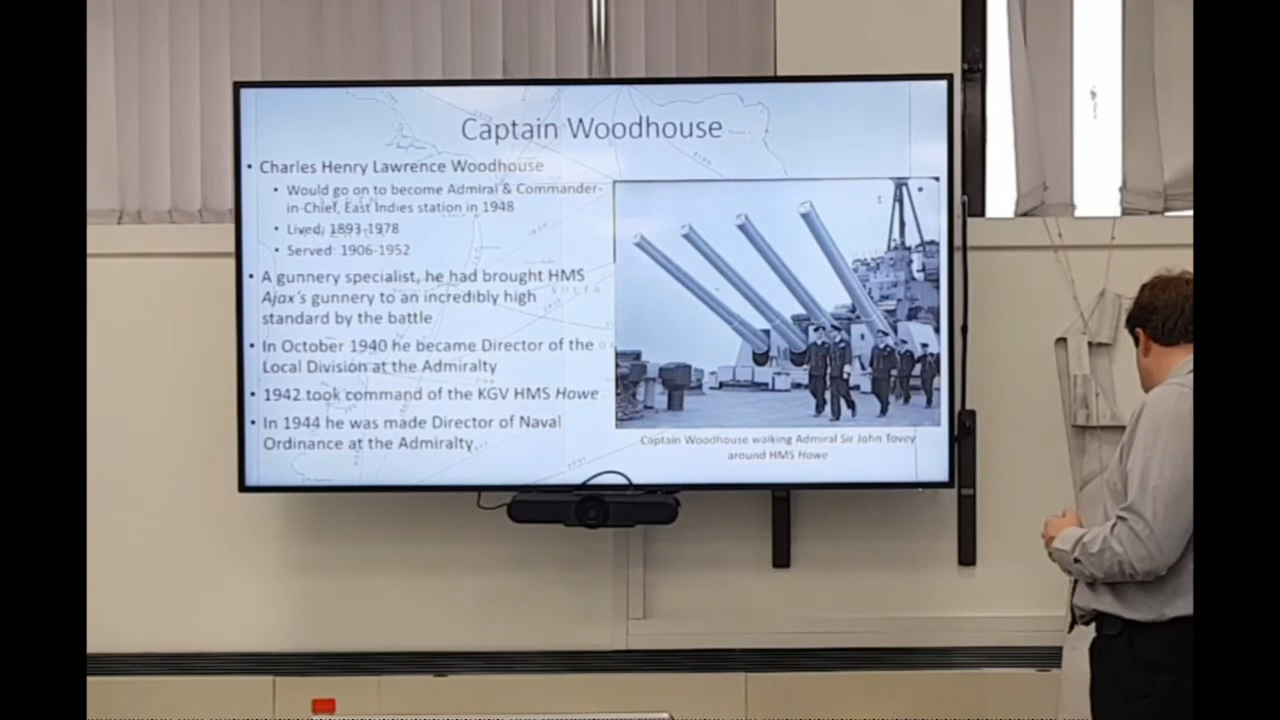 Captain Woodhouse
• Charles Henry Lawrence Woodhouse
• Would go on to become Admiral & Commander-
in-Chief, East Indies station in 1948
• Lived: 1893-1978
• Served: 1906-1952
• A gunnery specialist, he had brought HMS
Ajax's gunnery to an incredibly high
standard by the battle
• In October 1940 he became Director of the
Local Division at the Admiralty
• 1942 took command of the KGV HMS Howe
• In 1944 he was made Director of Naval
Ordinance at the Admiralty.
Captain Woodhouse walking Admiral Sir John Tovey
around HMS Howe